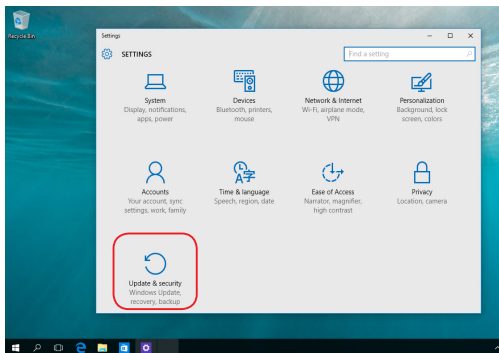 Recycle Bin
Settings
SETTINGS
Find a setting
System
Display, notifications,
apps, power
Devices
Bluetooth, printers,
mouse
Network & Internet
Wi-Fi, airplane mode,
VPN
Personalization
Background, lock
screen, colors
Accounts
Your account, sync
settings, work, family
Time & language
Speech, region, date
Ease of Access
Narrator, magnifier,
high contrast
Privacy
Location, camera
Update & security
Windows Update,
recovery, backup